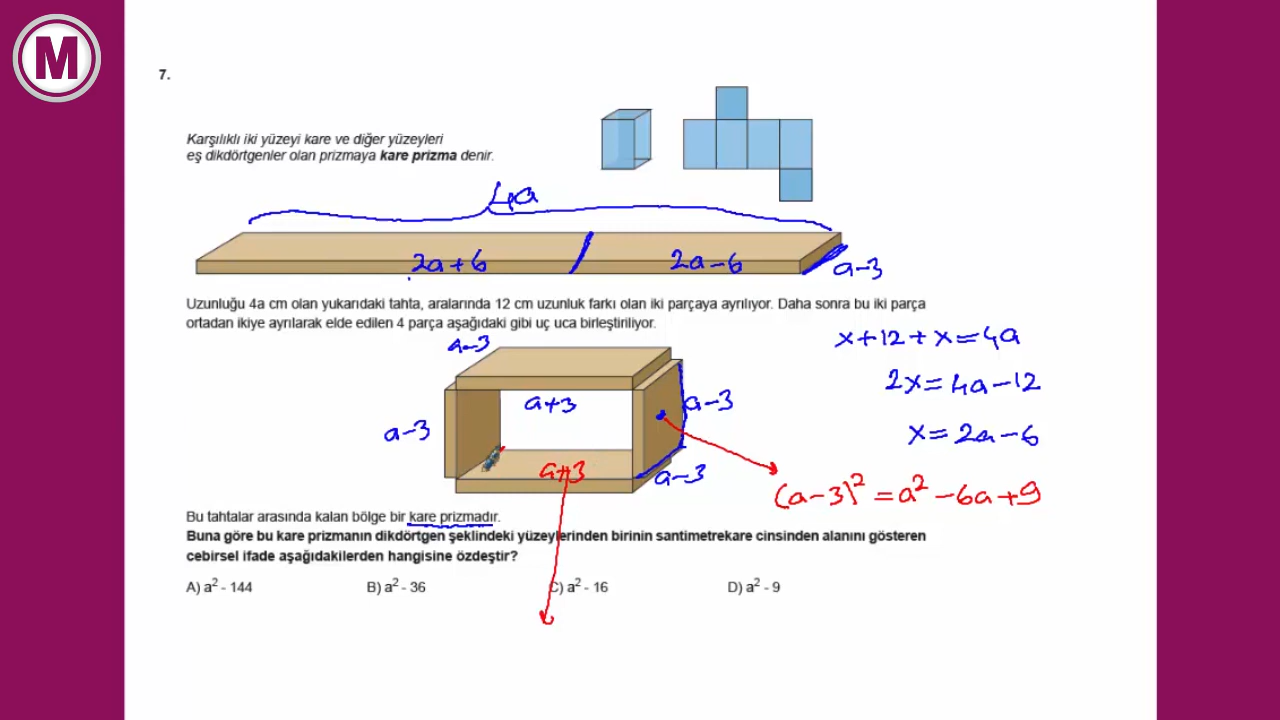 M
7.
Karşılıklı iki yüzeyi kare ve diğer yüzeyleri
eş dikdörtgenler olan prizmaya kare prizma denir.
4a
2a+6
2a-6
a-3
Uzunluğu 4a cm olan yukarıdaki tahta, aralarında 12 cm uzunluk farkı olan iki parçaya ayrılıyor. Daha sonra bu iki parça
ortadan ikiye ayrılarak elde edilen 4 parça aşağıdaki gibi uç uca birleştiriliyor.
a-3
a+3
a-3
a-3
a+3
a-3
x+12+x=4a
2x=4a-12
x=2a-6
(a-3)² = a² -6a+9
Bu tahtalar arasında kalan bölge bir kare prizmadır.
Buna göre bu kare prizmanın dikdörtgen şeklindeki yüzeylerinden birinin santimetrekare cinsinden alanını gösteren
cebirsel ifade aşağıdakilerden hangisine özdeştir?
A) a² - 144 B) a² - 36 C) a² - 16 D) a² - 9